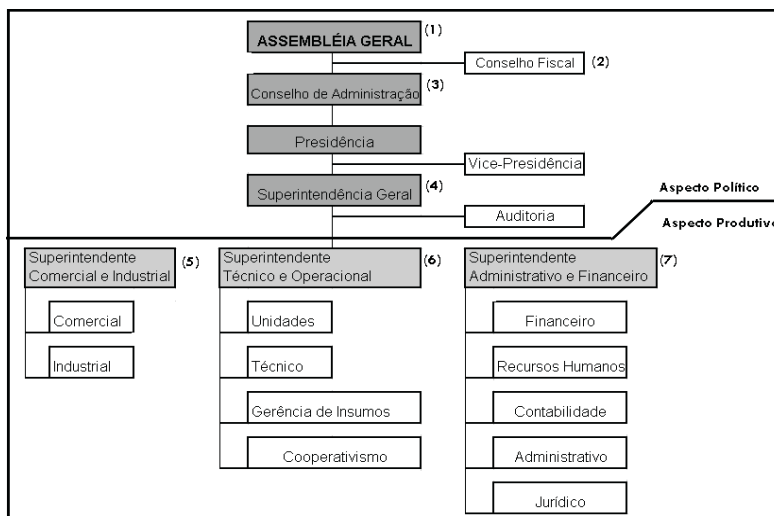 (1)
ASSEMBLÉIA GERAL
Conselho Fiscal (2)
(3)
Conselho de Administração
Presidência
Vice-Presidência
Superintendência Geral (4)
Aspecto Político
Auditoria
Aspecto Produtivo
Superintendente
Comercial e Industrial (5)
Superintendente
Técnico e Operacional (6)
Superintendente
Administrativo e Financeiro (7)
Comercial
Industrial
Unidades
Técnico
Gerência de Insumos
Cooperativismo
Financeiro
Recursos Humanos
Contabilidade
Administrativo
Jurídico